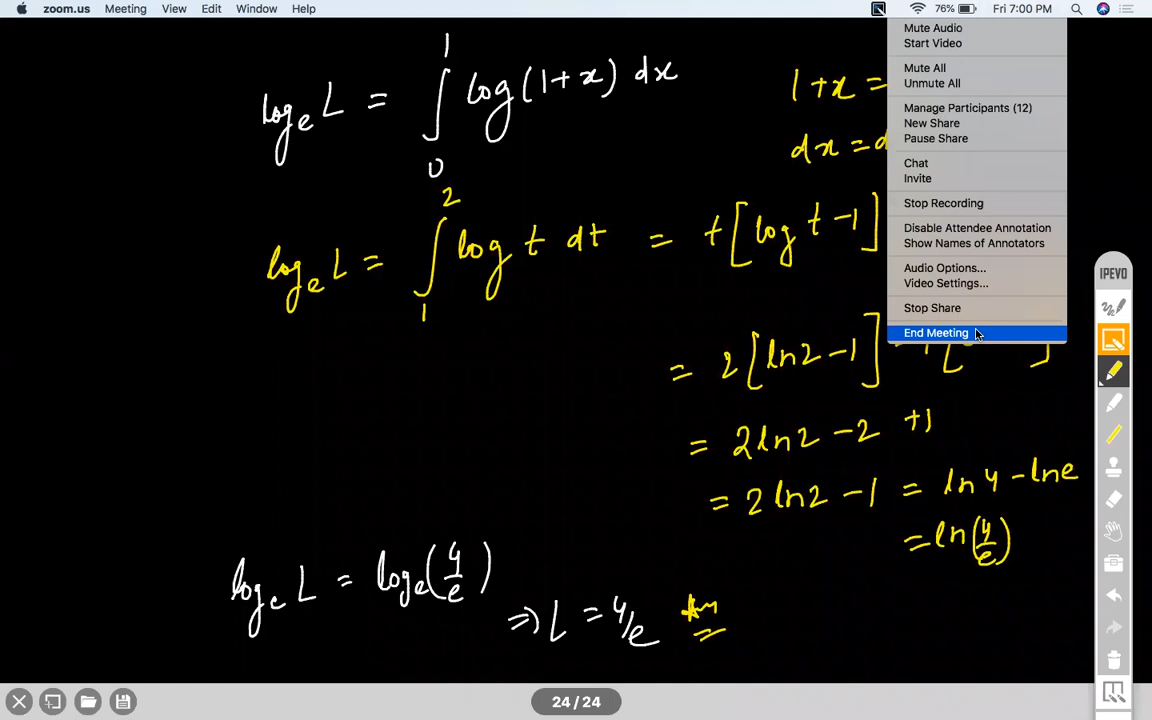 zoom.us Meeting View Edit Window Help 76% Fri 7:00 PM
Mute Audio
Start Video
Mute All
Unmute All
Manage Participants (12)
New Share
Pause Share
Chat
Invite
Stop Recording
Disable Attendee Annotation
Show Names of Annotators
Audio Options...
Video Settings...
Stop Share
End Meeting
logₑ L = ∫₀¹ log(1+x) dx
1+x =
dx = d
logₑ L = ∫₁² log t dt = t[log t −1]
= 2[ln2 −1]
= 2ln2 −2 +1
= 2ln2 −1 = ln4 − lne
= ln(4/e)
logₑ L = logₑ(4/e)
⇒ L = 4/e Ans
IPEVO
24 / 24